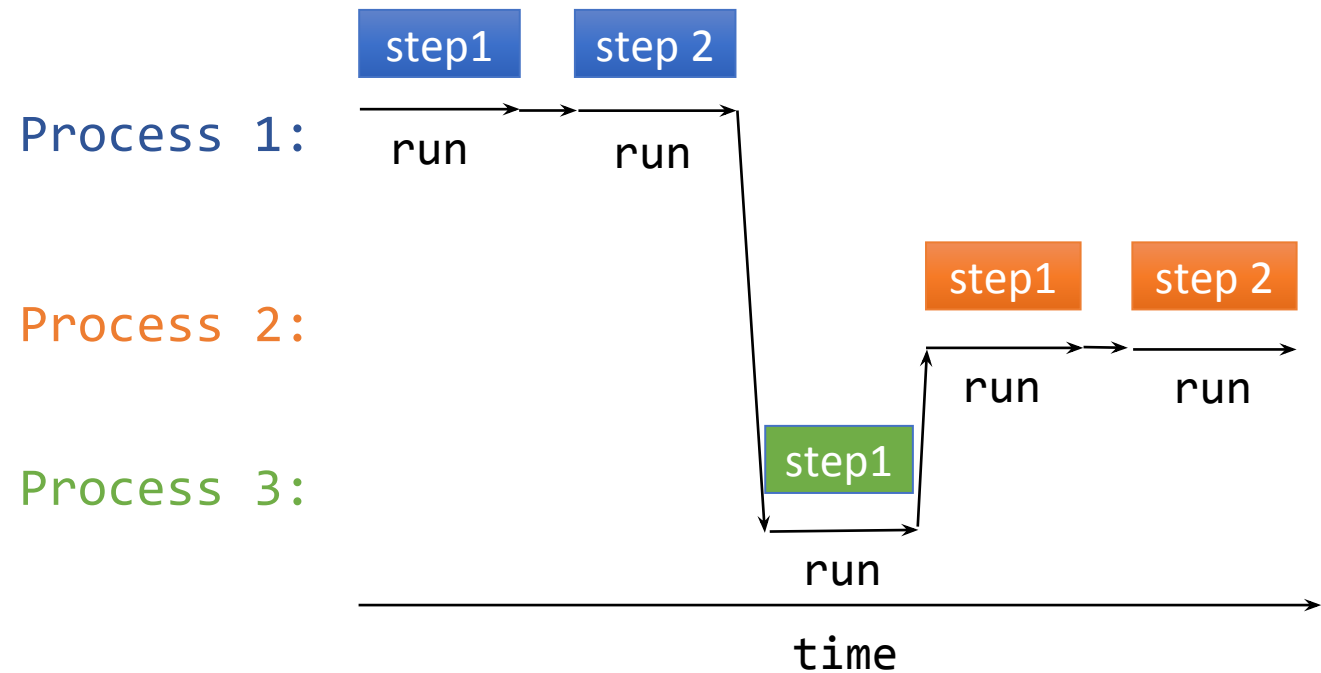 step1
step 2
Process 1:
run
run
step1
step 2
Process 2:
run
run
step1
Process 3:
run
time